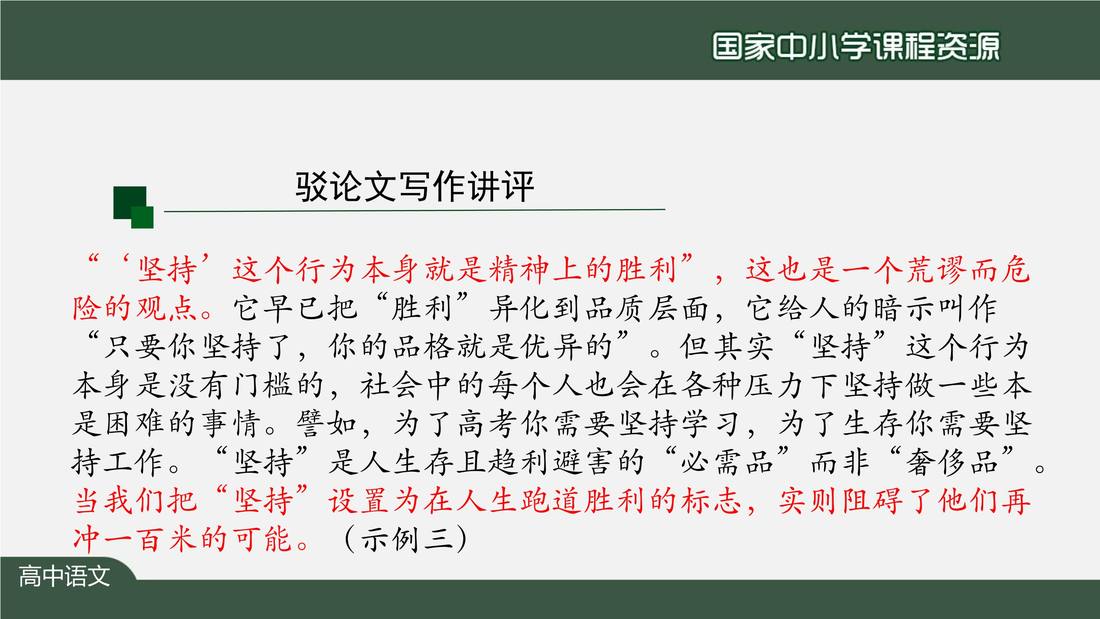 国家中小学课程资源
驳论文写作讲评
“‘坚持’这个行为本身就是精神上的胜利”，这也是一个荒谬而危
险的观点。它早已把“胜利”异化到品质层面，它给人的暗示叫作
“只要你坚持了，你的品格就是优异的”。但其实“坚持”这个行为
本身是没有门槛的，社会中的每个人也会在各种压力下坚持做一些本
是困难的事情。譬如，为了高考你需要坚持学习，为了生存你需要坚
持工作。“坚持”是人生存且趋利避害的“必需品”而非“奢侈品”。
当我们把“坚持”设置为在人生跑道胜利的标志，实则阻碍了他们再
冲一百米的可能。（示例三）
高中语文